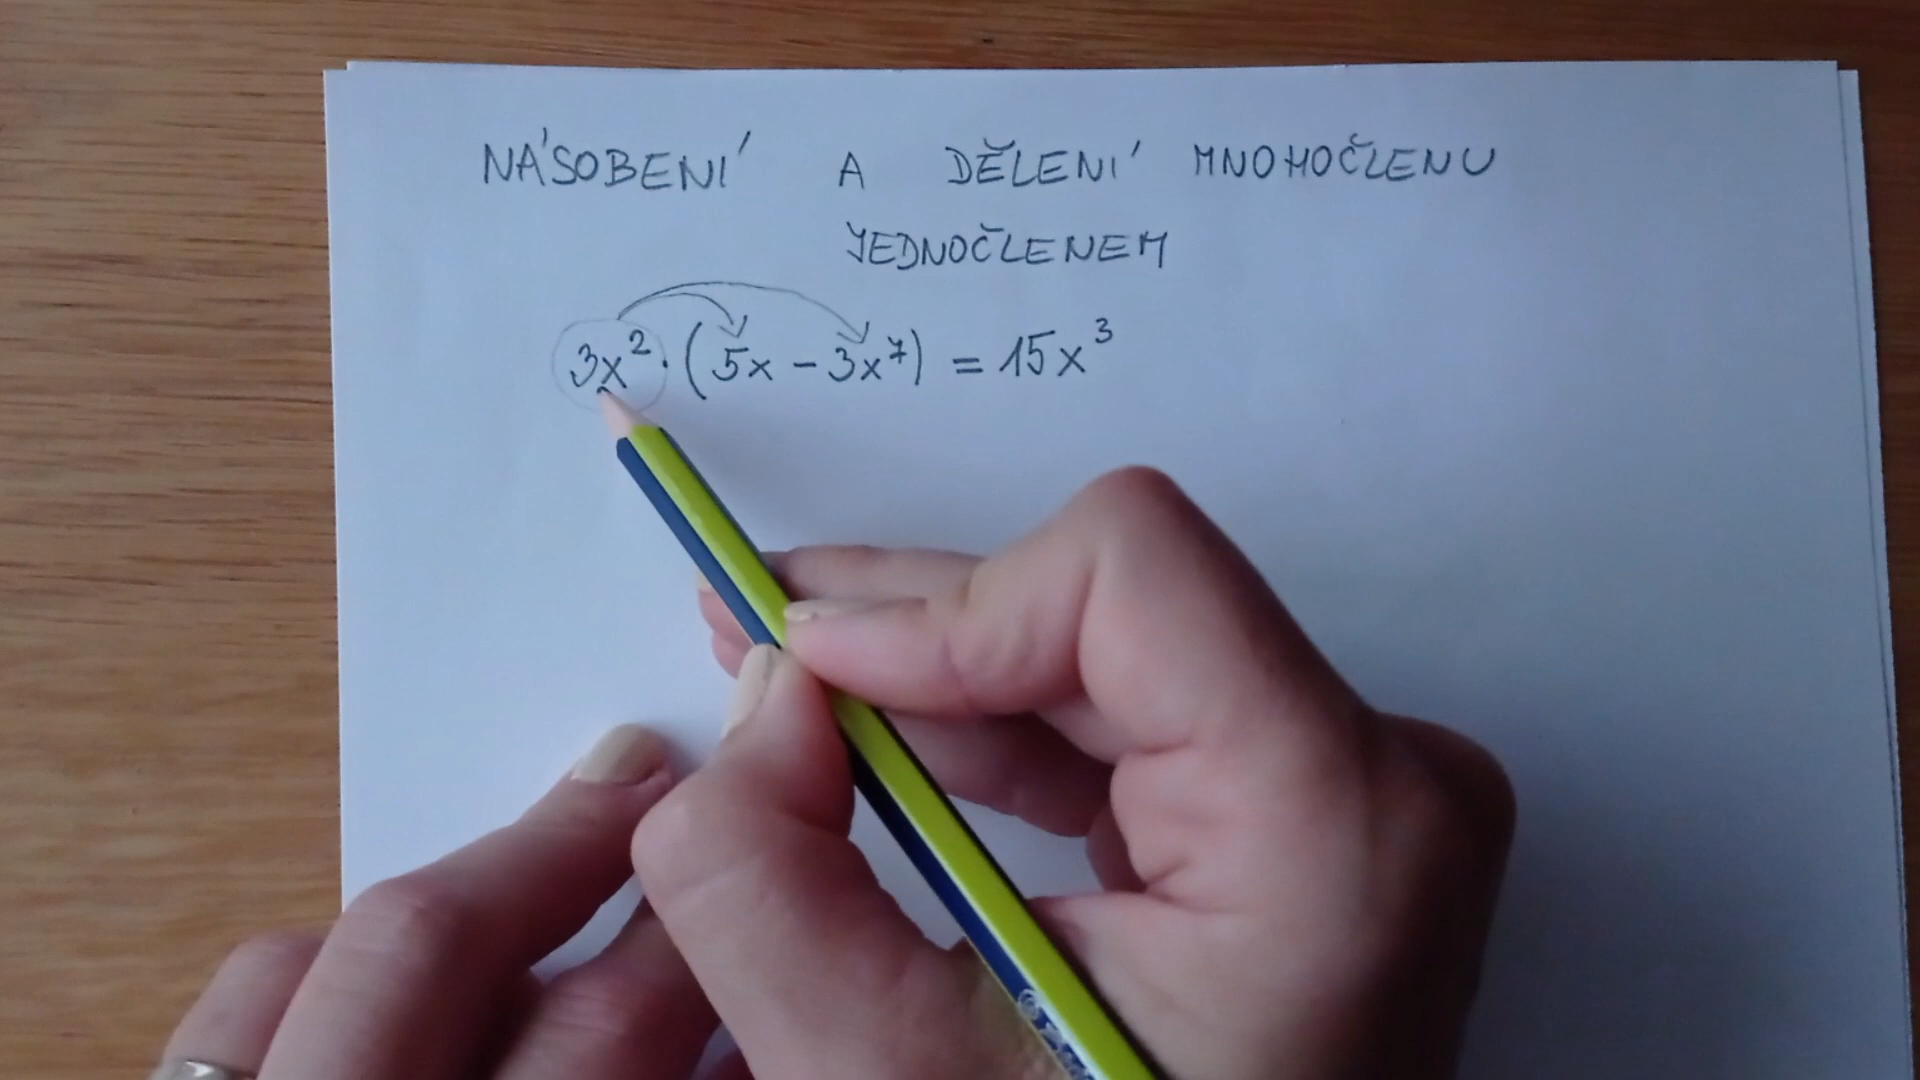 NÁSOBENÍ A DĚLENÍ MNOHOČLENU
JEDNOČLENEM
3x² · (5x - 3x⁷) = 15x³